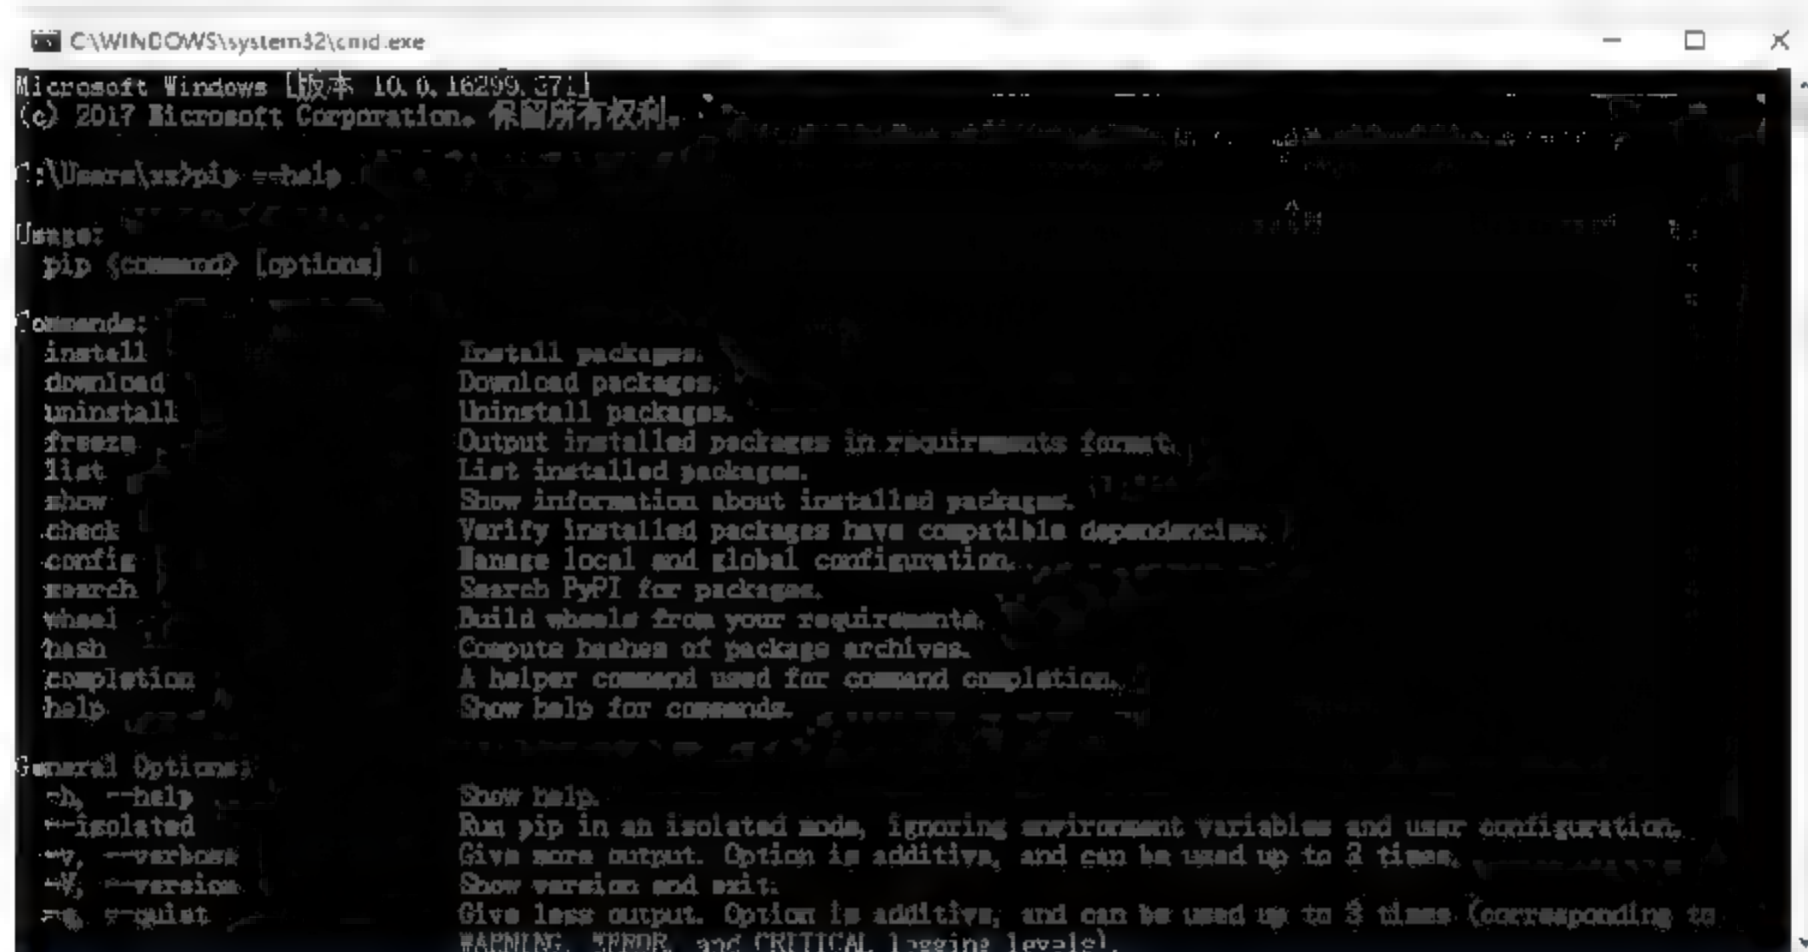 C:\WINDOWS\system32\cmd.exe
Microsoft Windows [版本 10.0.16299.371]
(c) 2017 Microsoft Corporation。保留所有权利。
C:\Users\xx>pip --help
Usage:
pip <command> [options]
Commands:
install Install packages.
download Download packages.
uninstall Uninstall packages.
freeze Output installed packages in requirements format.
list List installed packages.
show Show information about installed packages.
check Verify installed packages have compatible dependencies.
config Manage local and global configuration.
search Search PyPI for packages.
wheel Build wheels from your requirements.
hash Compute hashes of package archives.
completion A helper command used for command completion.
help Show help for commands.
General Options:
-h, --help Show help.
--isolated Run pip in an isolated mode, ignoring environment variables and user configuration.
-v, --verbose Give more output. Option is additive, and can be used up to 3 times.
-V, --version Show version and exit.
-q, --quiet Give less output. Option is additive, and can be used up to 3 times (corresponding to
WARNING, ERROR, and CRITICAL logging levels).